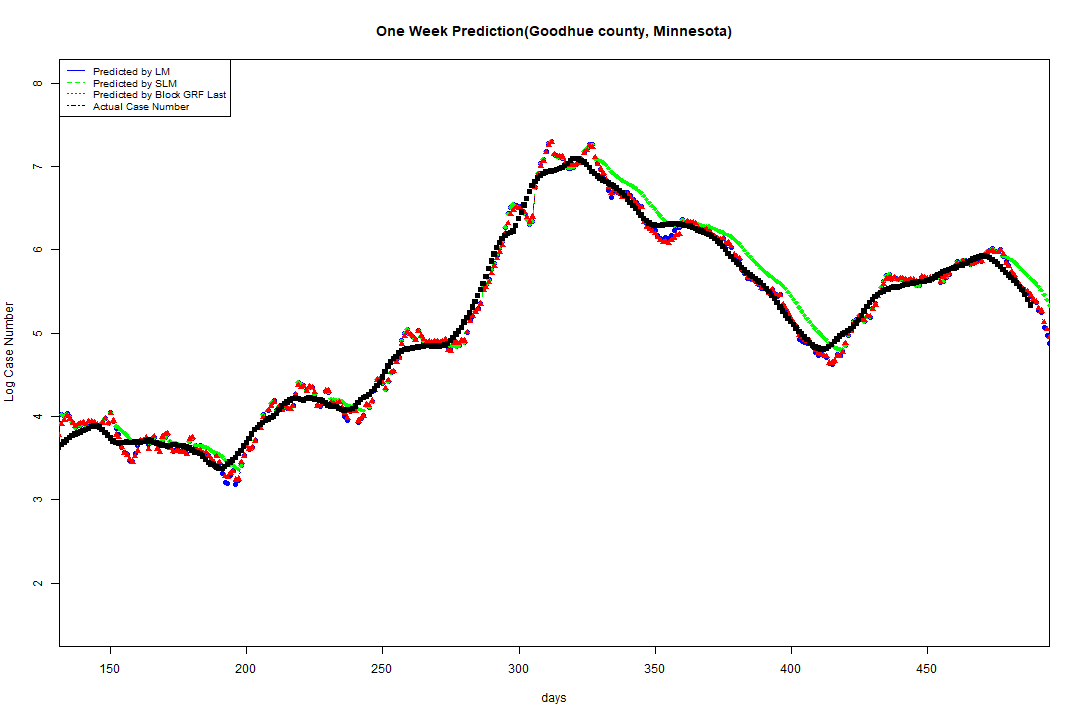 One Week Prediction(Goodhue county, Minnesota)
Predicted by LM
Predicted by SLM
Predicted by Block GRF Last
Actual Case Number
8
7
6
5
4
3
2
Log Case Number
150 200 250 300 350 400 450
days